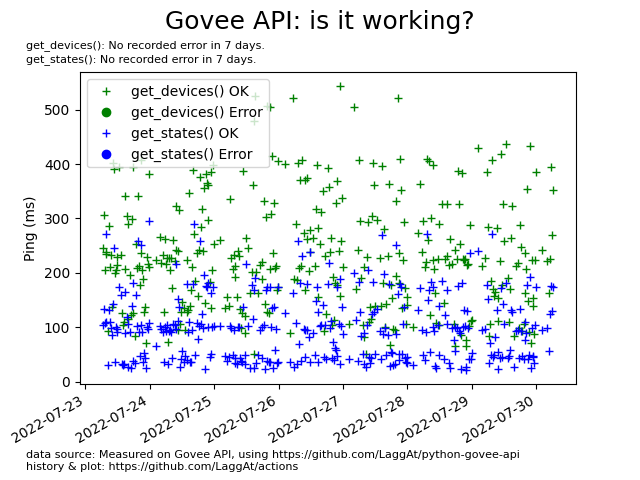 Govee API: is it working?
get_devices(): No recorded error in 7 days.
get_states(): No recorded error in 7 days.
get_devices() OK
get_devices() Error
get_states() OK
get_states() Error
Ping (ms)
500
400
300
200
100
0
2022-07-23
2022-07-24
2022-07-25
2022-07-26
2022-07-27
2022-07-28
2022-07-29
2022-07-30
data source: Measured on Govee API, using https://github.com/LaggAt/python-govee-api
history & plot: https://github.com/LaggAt/actions